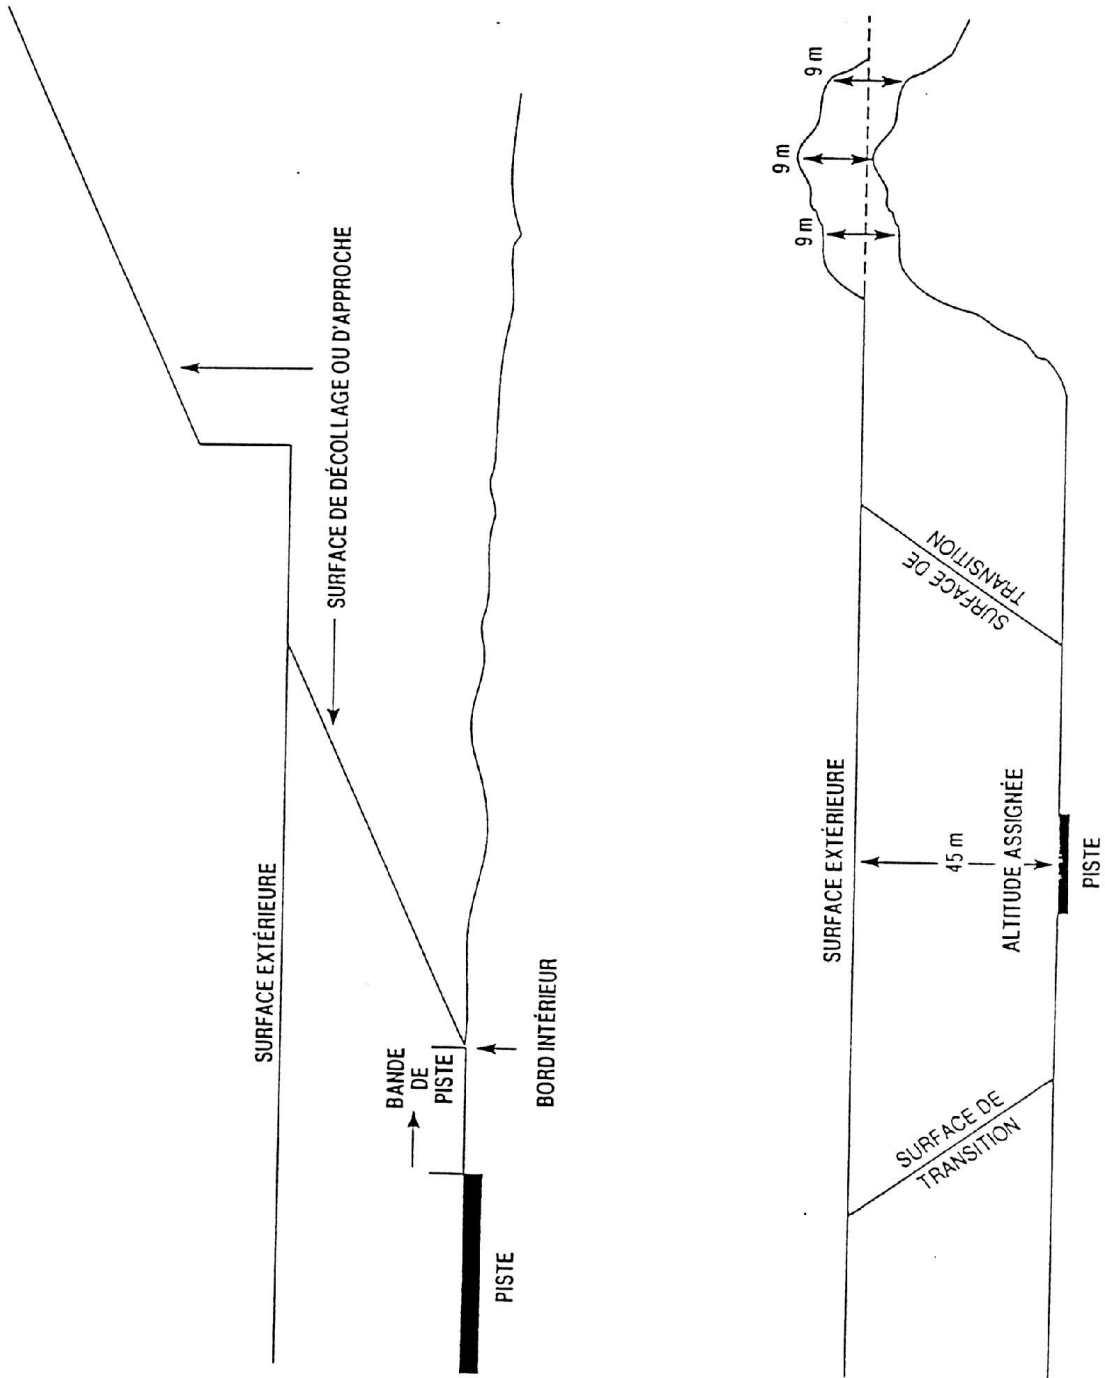 SURFACE EXTÉRIEURE
SURFACE DE DÉCOLLAGE OU D'APPROCHE
BANDE
DE
PISTE
BORD INTÉRIEUR
PISTE
9 m
9 m
9 m
SURFACE EXTÉRIEURE
SURFACE DE
TRANSITION
SURFACE DE
TRANSITION
45 m
ALTITUDE ASSIGNÉE
PISTE